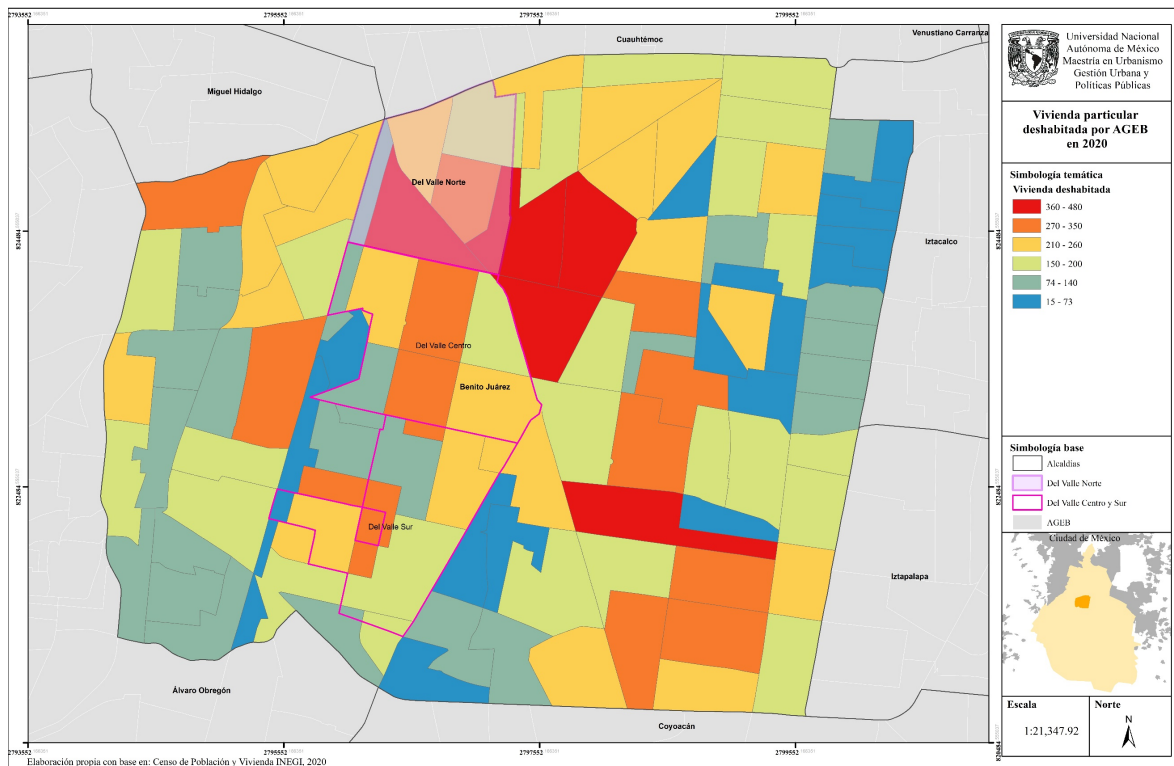 2793552
2795552
2797552
2799552
Cuauhtémoc
Venustiano Carranza
Miguel Hidalgo
Del Valle Norte
824484
824484
Iztacalco
Del Valle Centro
Benito Juárez
822484
822484
Del Valle Sur
Iztapalapa
Álvaro Obregón
Coyoacán
820484
2793552
2795552
2797552
2799552
Elaboración propia con base en: Censo de Población y Vivienda INEGI, 2020
Universidad Nacional
Autónoma de México
Maestría en Urbanismo
Gestión Urbana y
Políticas Públicas
Vivienda particular
deshabitada por AGEB
en 2020
Simbología temática
Vivienda deshabitada
360 - 480
270 - 350
210 - 260
150 - 200
74 - 140
15 - 73
Simbología base
Alcaldías
Del Valle Norte
Del Valle Centro y Sur
AGEB
Ciudad de México
Escala
1:21,347.92
Norte
N